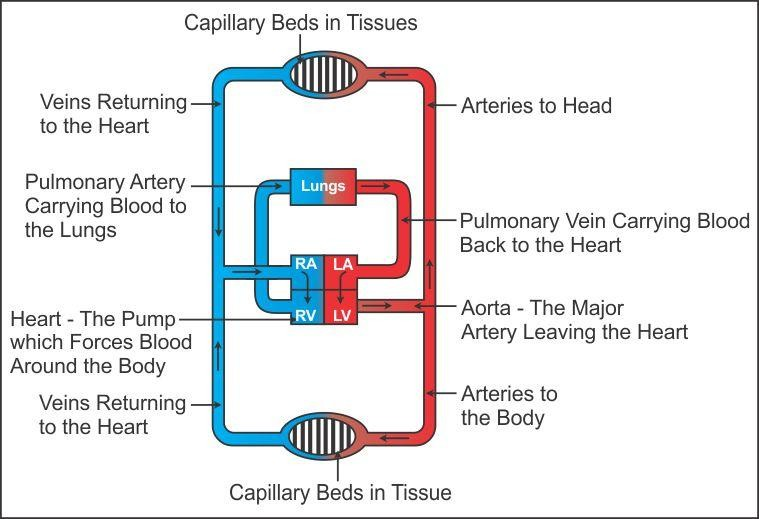 Capillary Beds in Tissues
Veins Returning
to the Heart
Arteries to Head
Pulmonary Artery
Carrying Blood to
the Lungs
Lungs
Pulmonary Vein Carrying Blood
Back to the Heart
RA
LA
RV
LV
Heart - The Pump
which Forces Blood
Around the Body
Aorta - The Major
Artery Leaving the Heart
Veins Returning
to the Heart
Arteries to
the Body
Capillary Beds in Tissue